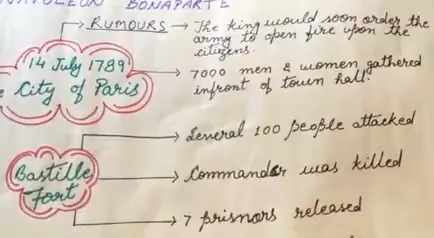 NAPOLEON BONAPARTE
RUMOURS → The king would soon order the
army to open fire upon the
citizens.
14 July 1789
City of Paris
7000 men & women gathered
infront of town hall.
Several 100 people attacked
Bastille
Fort
Commander was killed
7 prisnors released